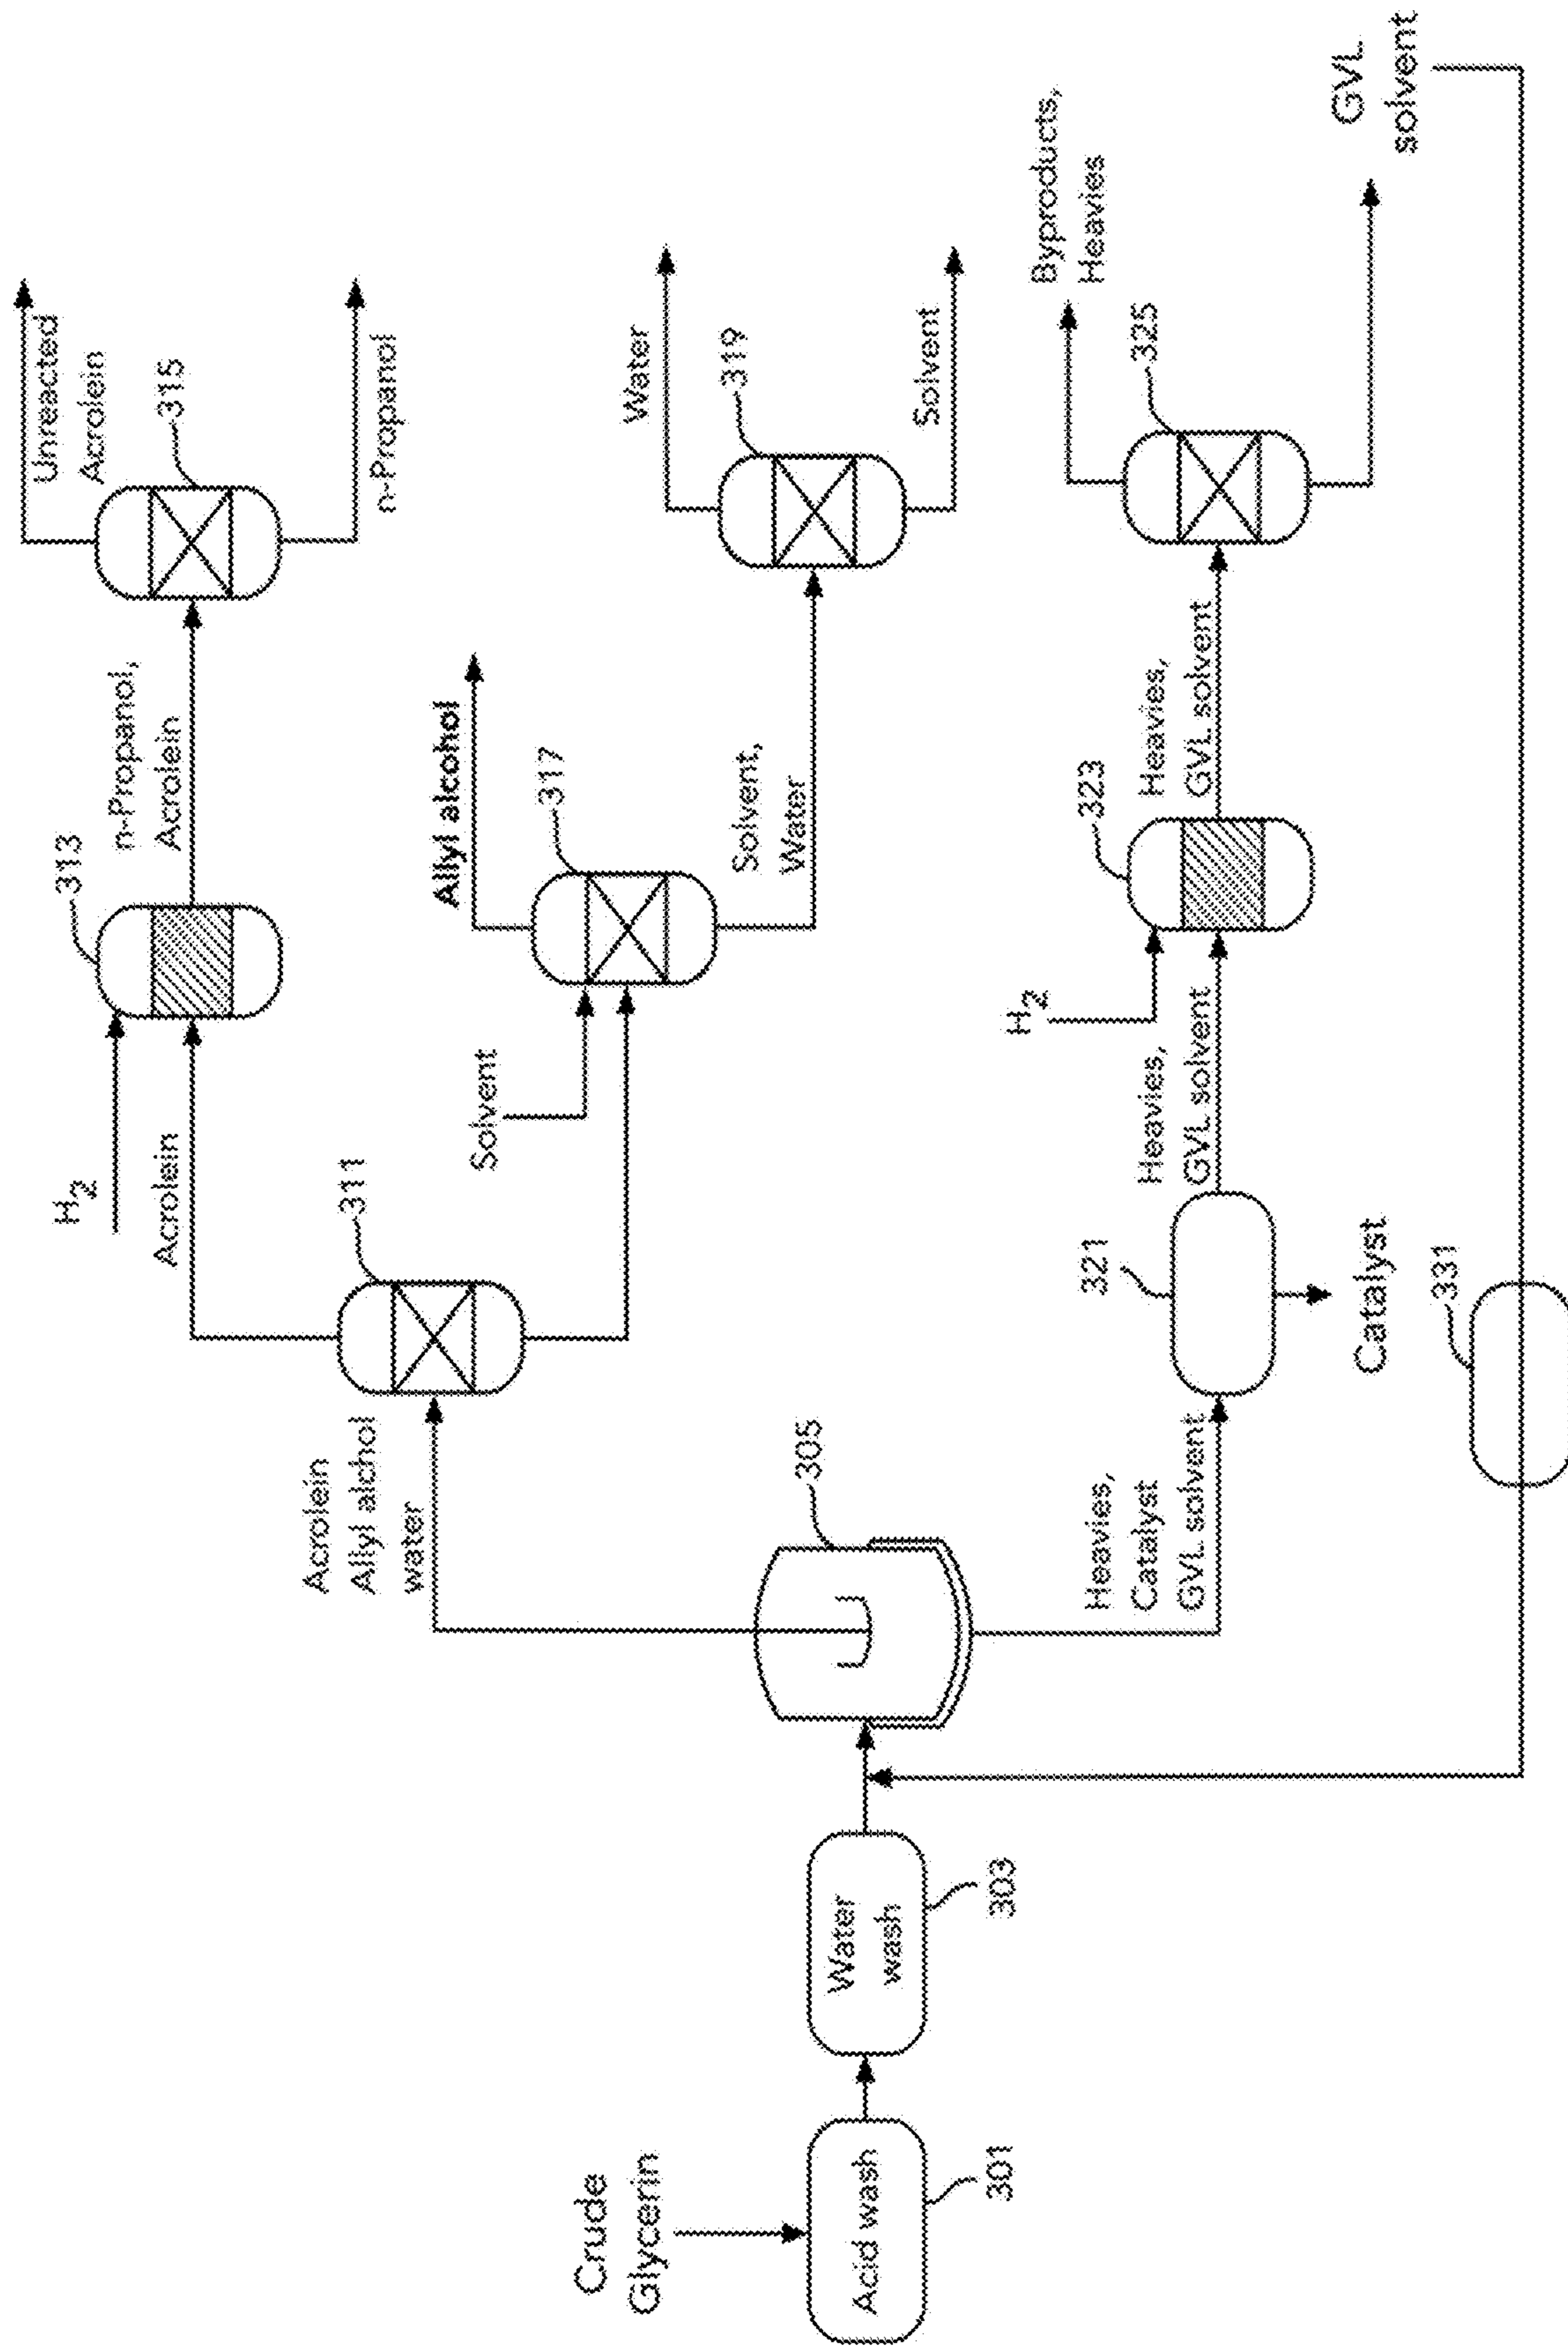 Crude
Glycerin
Acid wash
301
Water
wash
303
305
Acrolein
Allyl alchol
water
311
H2
Acrolein
313
n-Propanol,
Acrolein
315
Unreacted
Acrolein
n-Propanol
Solvent
317
Allyl alcohol
Solvent,
Water
319
Water
Solvent
Heavies,
Catalyst
GVL solvent
321
Catalyst
Heavies,
GVL solvent
H2
323
Heavies,
GVL solvent
325
Byproducts,
Heavies
GVL
solvent
331